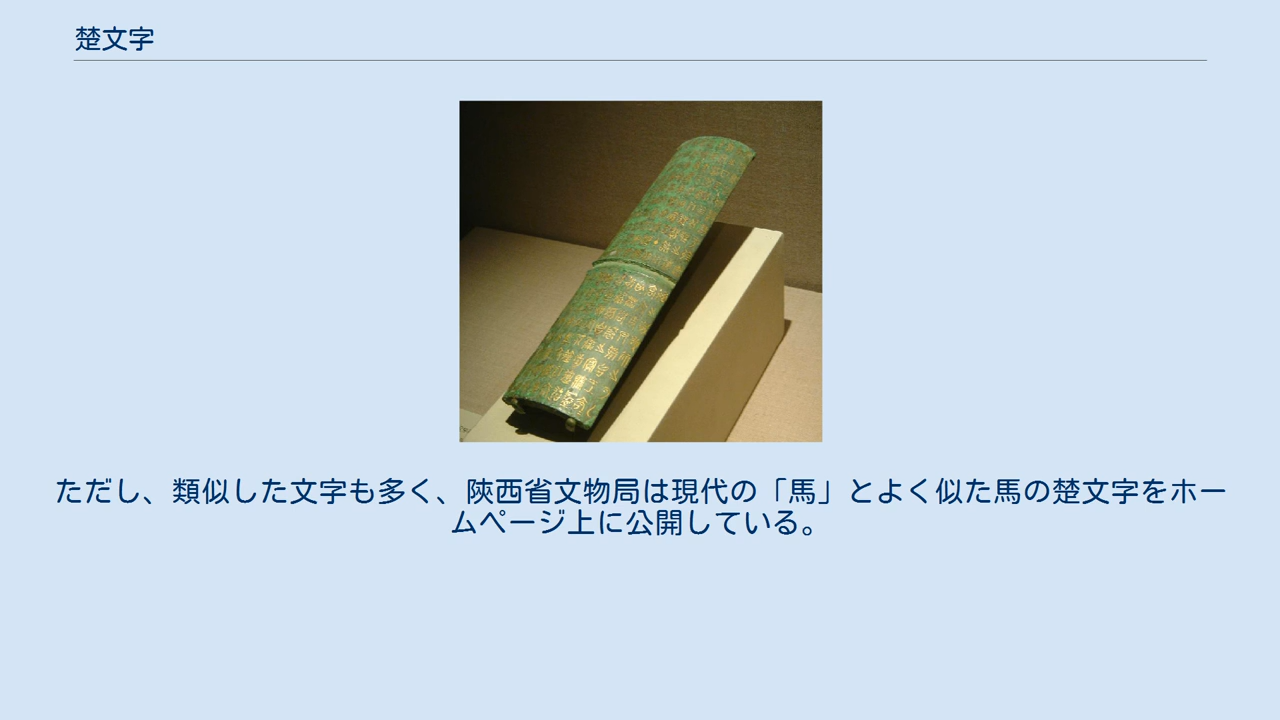 楚文字
ただし、類似した文字も多く、陝西省文物局は現代の「馬」とよく似た馬の楚文字をホー
ムページ上に公開している。